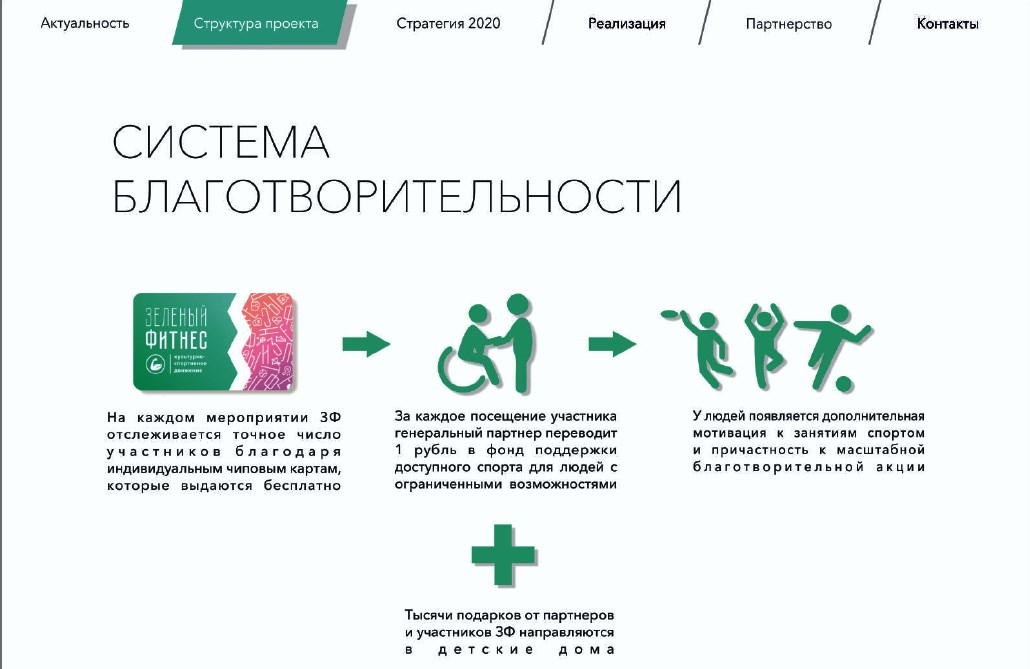 Актуальность
Структура проекта
Стратегия 2020
Реализация
Партнерство
Контакты
СИСТЕМА
БЛАГОТВОРИТЕЛЬНОСТИ
ЗЕЛЕНЫЙ
ФИТНЕС
культурно-
спортивное
движение
На каждом мероприятии ЗФ
отслеживается точное число
участников благодаря
индивидуальным чиповым картам,
которые выдаются бесплатно
За каждое посещение участника
генеральный партнер переводит
1 рубль в фонд поддержки
доступного спорта для людей с
ограниченными возможностями
У людей появляется дополнительная
мотивация к занятиям спортом
и причастность к масштабной
благотворительной акции
Тысячи подарков от партнеров
и участников ЗФ направляются
в детские дома